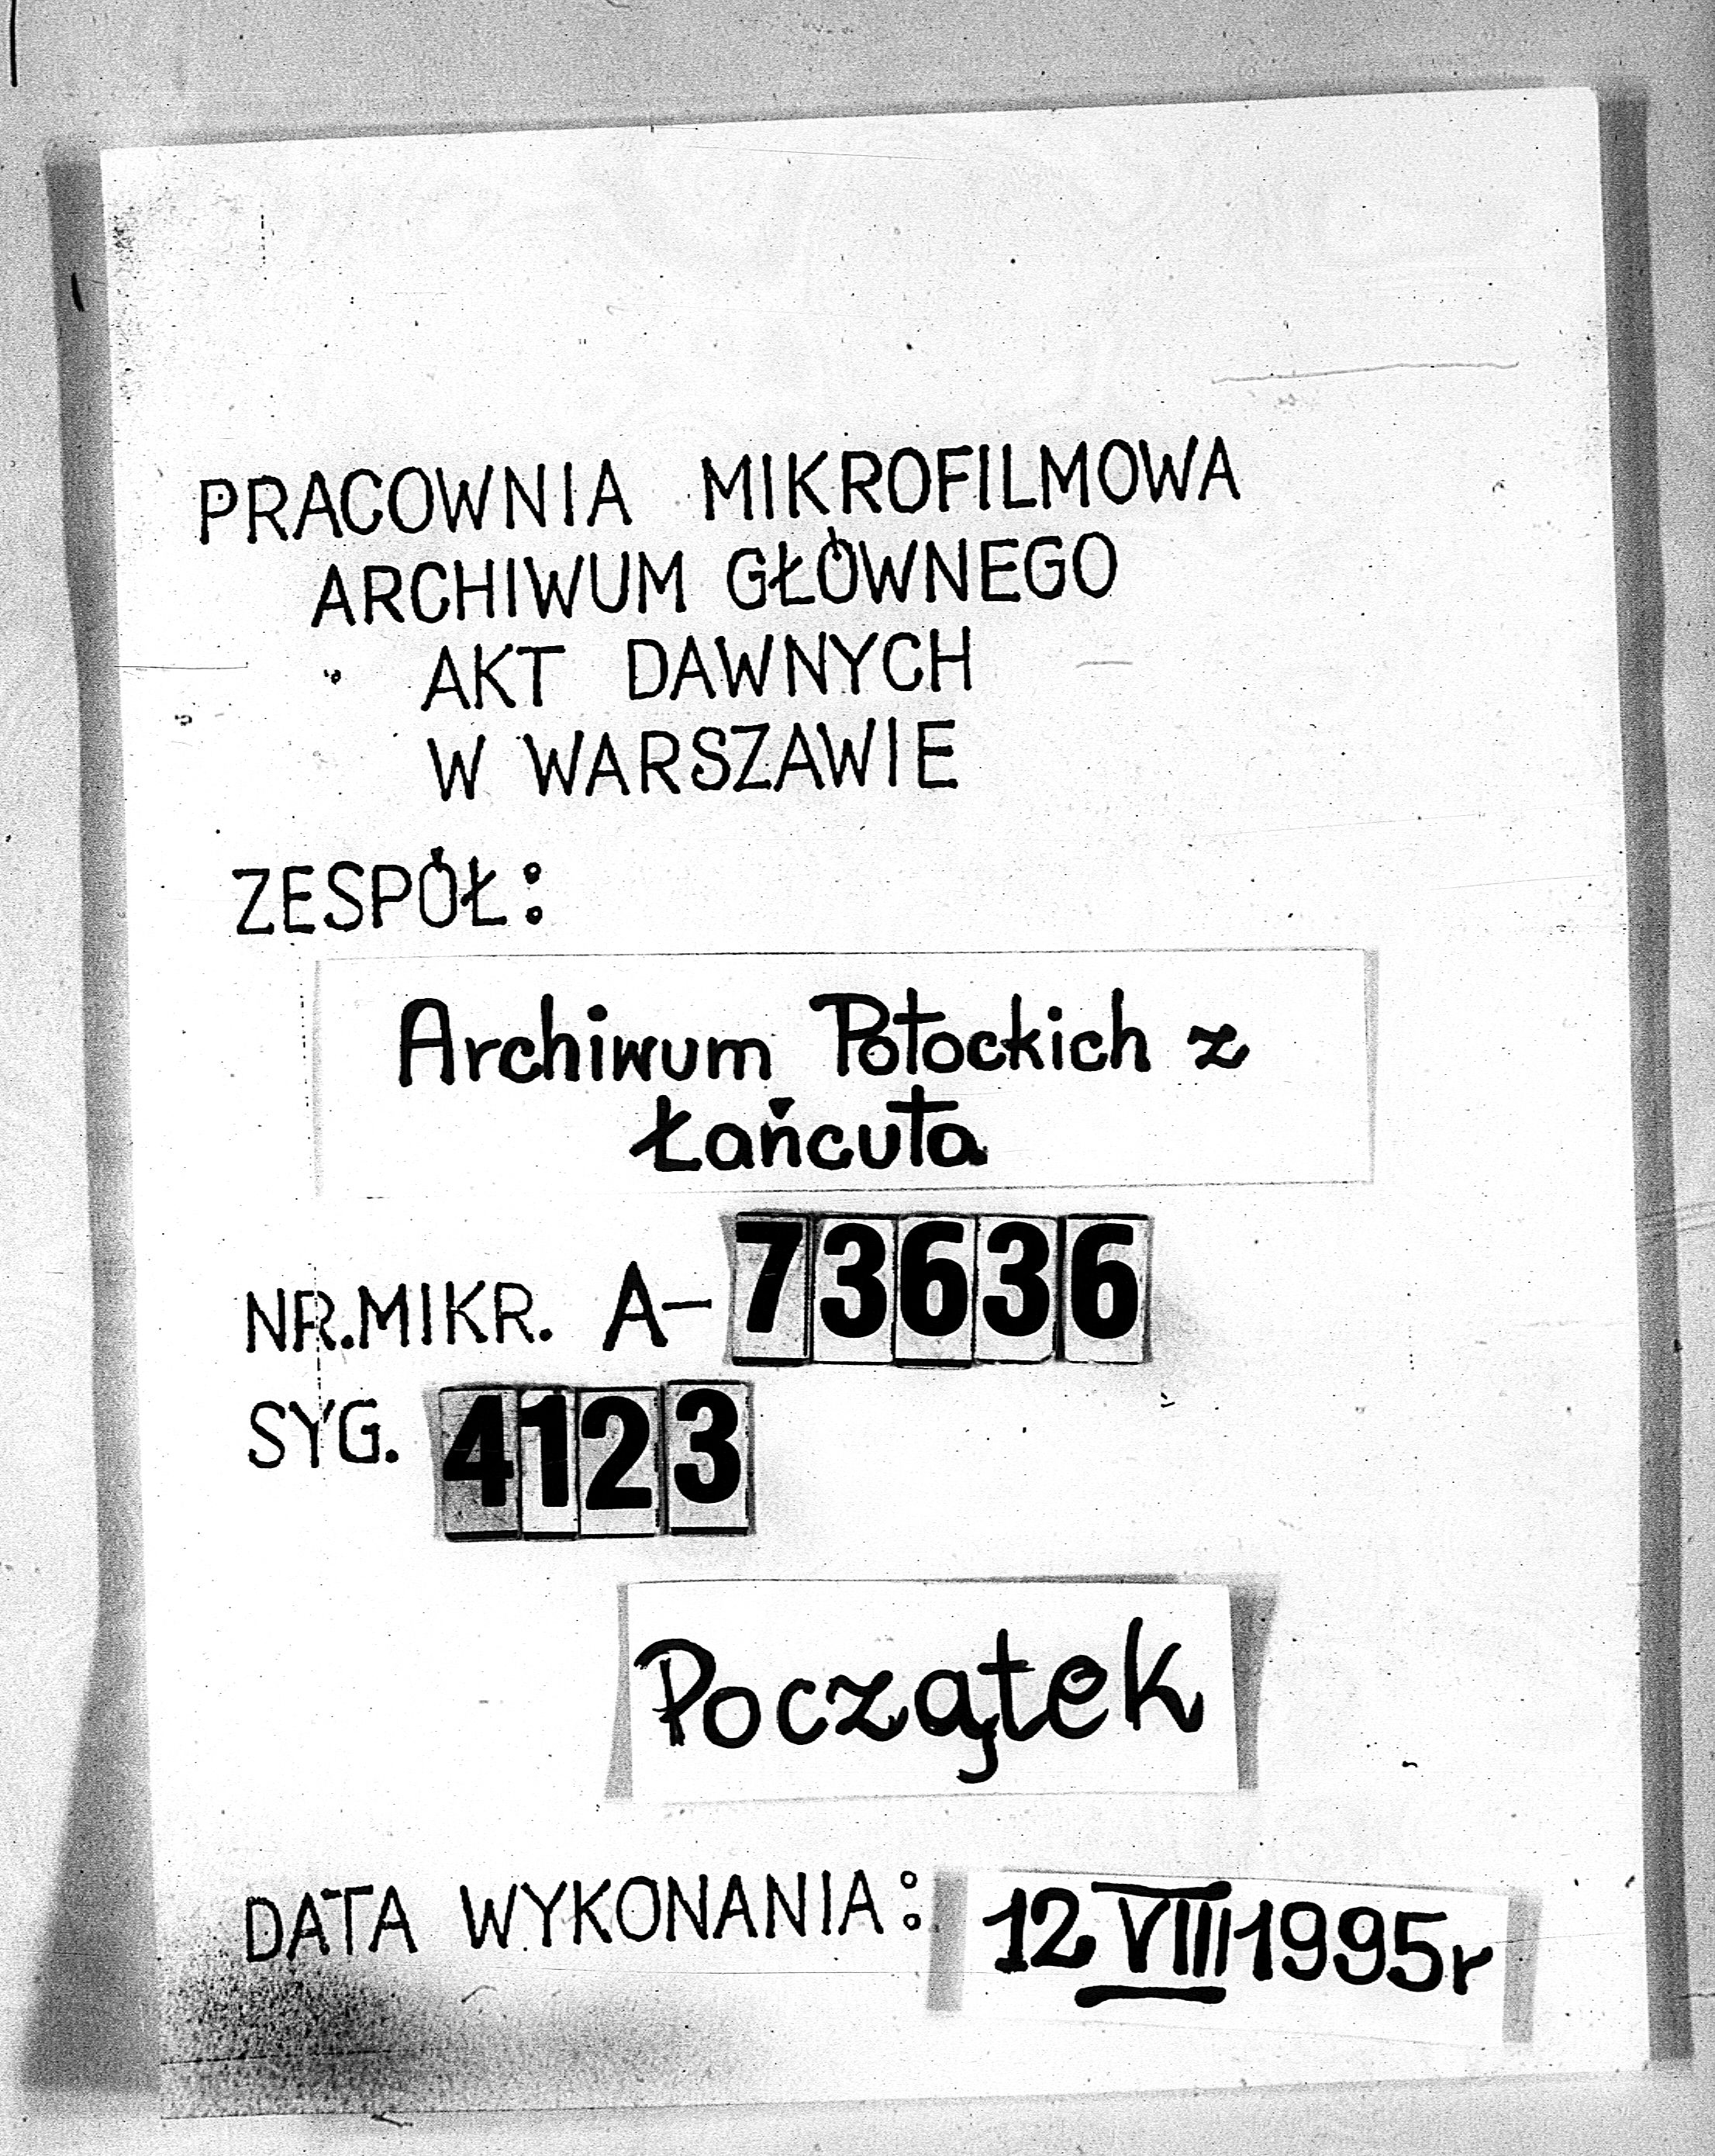 PRACOWNIA MIKROFILMOWA
ARCHIWUM GŁÓWNEGO
AKT DAWNYCH
W WARSZAWIE
ZESPÓŁ:
Archiwum Potockich z
Łańcuta
NR.MIKR. A-73636
SYG. 4123
Początek
DATA WYKONANIA: 12 VIII 1995r